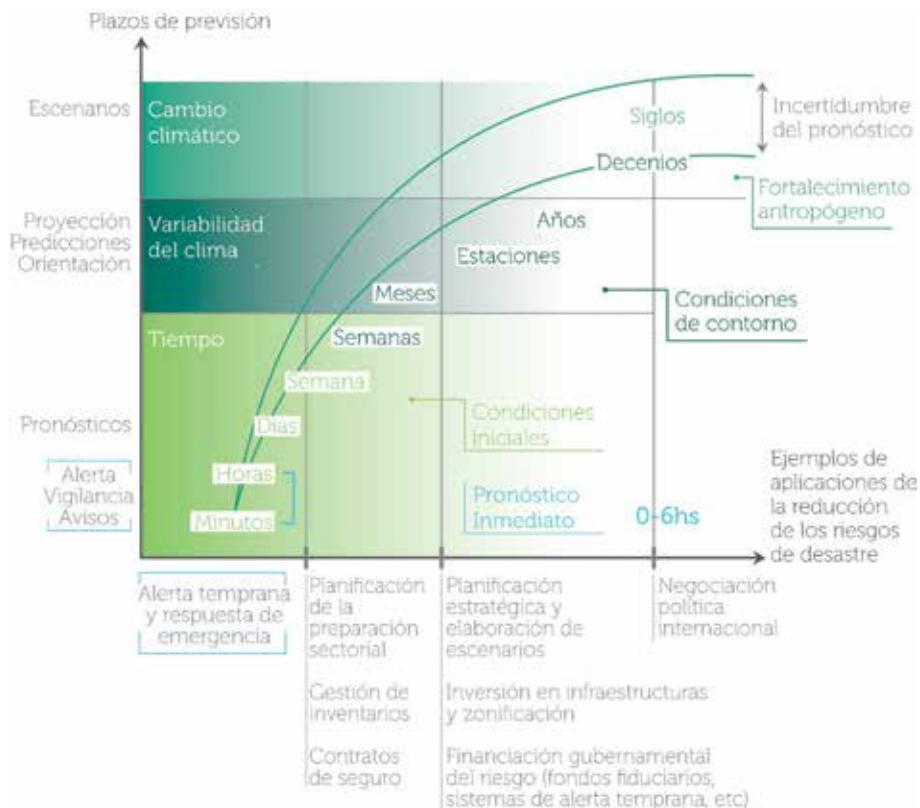 Plazos de previsión
Escenanos
Cambio
climático
Siglos
Incertidumbre
del pronóstico
Decenios
Fortalecimiento
antropógeno
Proyección
Predicciones
Orientación
Variabilidad
del clima
Años
Estaciones
Meses
Condiciones
de contorno
Tiempo
Semanas
Semana
Condiciones
Iniciales
Pronósticos
Días
Horas
Minutos
Alerta
Vigilancia
Avisos
Pronóstico
Inmediato
0-6hs
Ejemplos de
aplicaciones de
la reducción
de los riesgos
de desastre
Alerta temprana
y respuesta de
emergencia
Planificación
de la
preparación
sectorial
Gestión de
inventarios
Contratos
de seguro
Planificación
estratégica y
elaboración de
escenarios
Inversión en infraestructuras
y zonificación
Financiación gubernamental
del riesgo (fondos fiduciarios,
sistemas de alerta temprana, etc)
Negociación
política
internacional